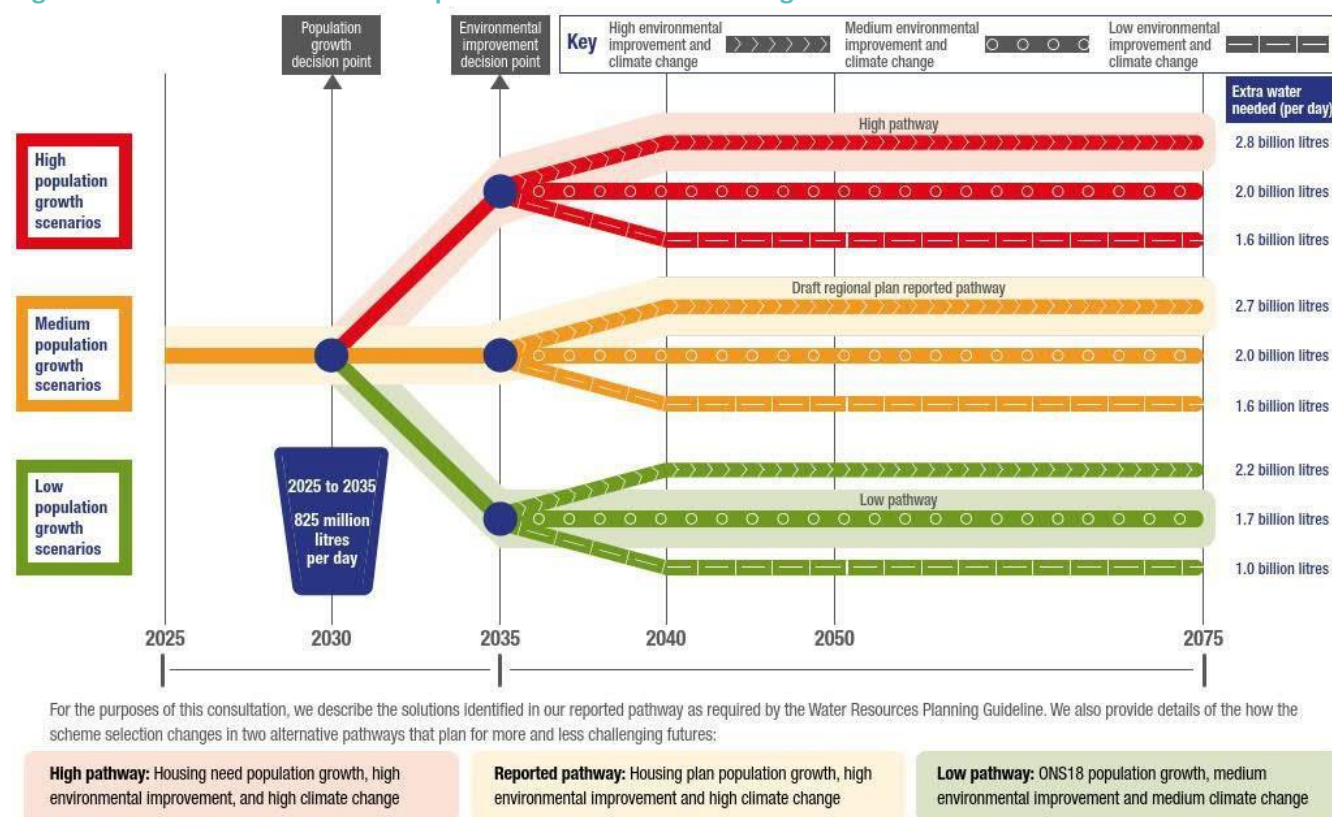 Population
growth
decision point
Environmental
improvement
decision point
Key
High environmental
improvement and
climate change
Medium environmental
improvement and
climate change
Low environmental
improvement and
climate change
Extra water
needed (per day)
High
population
growth
scenarios
High pathway
2.8 billion litres
2.0 billion litres
1.6 billion litres
Medium
population
growth
scenarios
Draft regional plan reported pathway
2.7 billion litres
2.0 billion litres
1.6 billion litres
Low
population
growth
scenarios
2025 to 2035
825 million
litres
per day
Low pathway
2.2 billion litres
1.7 billion litres
1.0 billion litres
2025 2030 2035 2040 2050 2075
For the purposes of this consultation, we describe the solutions identified in our reported pathway as required by the Water Resources Planning Guideline. We also provide details of the how the
scheme selection changes in two alternative pathways that plan for more and less challenging futures:
High pathway: Housing need population growth, high
environmental improvement, and high climate change
Reported pathway: Housing plan population growth, high
environmental improvement and high climate change
Low pathway: ONS18 population growth, medium
environmental improvement and medium climate change